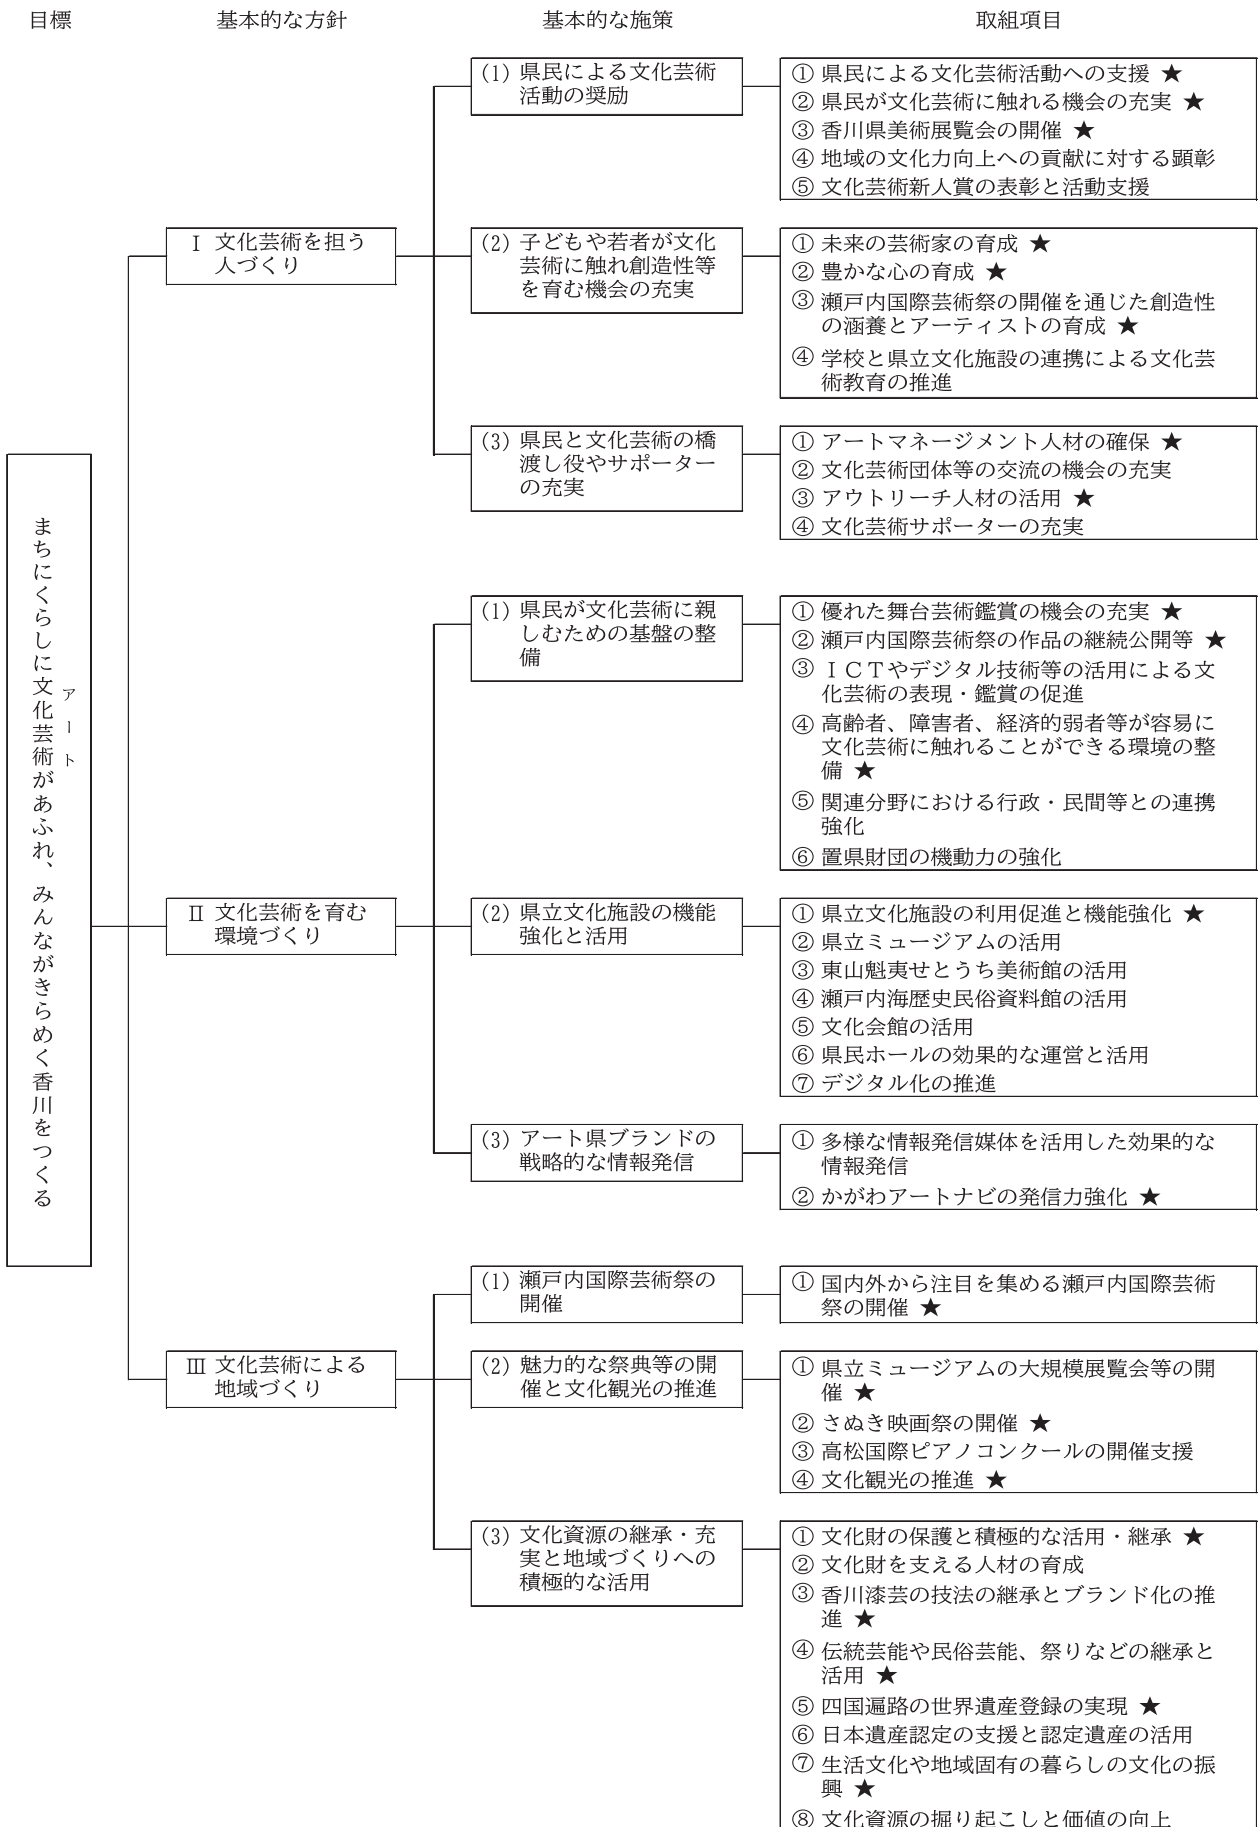 目標
基本的な方針
基本的な施策
取組項目
まちにくらしに文化芸術があふれ、みんながきらめく香川をつくる
アート
Ⅰ 文化芸術を担う
人づくり
(1) 県民による文化芸術
活動の奨励
① 県民による文化芸術活動への支援 ★
② 県民が文化芸術に触れる機会の充実 ★
③ 香川県美術展覧会の開催 ★
④ 地域の文化力向上への貢献に対する顕彰
⑤ 文化芸術新人賞の表彰と活動支援
(2) 子どもや若者が文化
芸術に触れ創造性等
を育む機会の充実
① 未来の芸術家の育成 ★
② 豊かな心の育成 ★
③ 瀬戸内国際芸術祭の開催を通じた創造性
の涵養とアーティストの育成 ★
④ 学校と県立文化施設の連携による文化芸
術教育の推進
(3) 県民と文化芸術の橋
渡し役やサポーター
の充実
① アートマネージメント人材の確保 ★
② 文化芸術団体等の交流の機会の充実
③ アウトリーチ人材の活用 ★
④ 文化芸術サポーターの充実
Ⅱ 文化芸術を育む
環境づくり
(1) 県民が文化芸術に親
しむための基盤の整
備
① 優れた舞台芸術鑑賞の機会の充実 ★
② 瀬戸内国際芸術祭の作品の継続公開等 ★
③ ＩＣＴやデジタル技術等の活用による文
化芸術の表現・鑑賞の促進
④ 高齢者、障害者、経済的弱者等が容易に
文化芸術に触れることができる環境の整
備 ★
⑤ 関連分野における行政・民間等との連携
強化
⑥ 置県財団の機動力の強化
(2) 県立文化施設の機能
強化と活用
① 県立文化施設の利用促進と機能強化 ★
② 県立ミュージアムの活用
③ 東山魁夷せとうち美術館の活用
④ 瀬戸内海歴史民俗資料館の活用
⑤ 文化会館の活用
⑥ 県民ホールの効果的な運営と活用
⑦ デジタル化の推進
(3) アート県ブランドの
戦略的な情報発信
① 多様な情報発信媒体を活用した効果的な
情報発信
② かがわアートナビの発信力強化 ★
Ⅲ 文化芸術による
地域づくり
(1) 瀬戸内国際芸術祭の
開催
① 国内外から注目を集める瀬戸内国際芸術
祭の開催 ★
(2) 魅力的な祭典等の開
催と文化観光の推進
① 県立ミュージアムの大規模展覧会等の開
催 ★
② さぬき映画祭の開催 ★
③ 高松国際ピアノコンクールの開催支援
④ 文化観光の推進 ★
(3) 文化資源の継承・充
実と地域づくりへの
積極的な活用
① 文化財の保護と積極的な活用・継承 ★
② 文化財を支える人材の育成
③ 香川漆芸の技法の継承とブランド化の推
進 ★
④ 伝統芸能や民俗芸能、祭りなどの継承と
活用 ★
⑤ 四国遍路の世界遺産登録の実現 ★
⑥ 日本遺産認定の支援と認定遺産の活用
⑦ 生活文化や地域固有の暮らしの文化の振
興 ★
⑧ 文化資源の掘り起こしと価値の向上